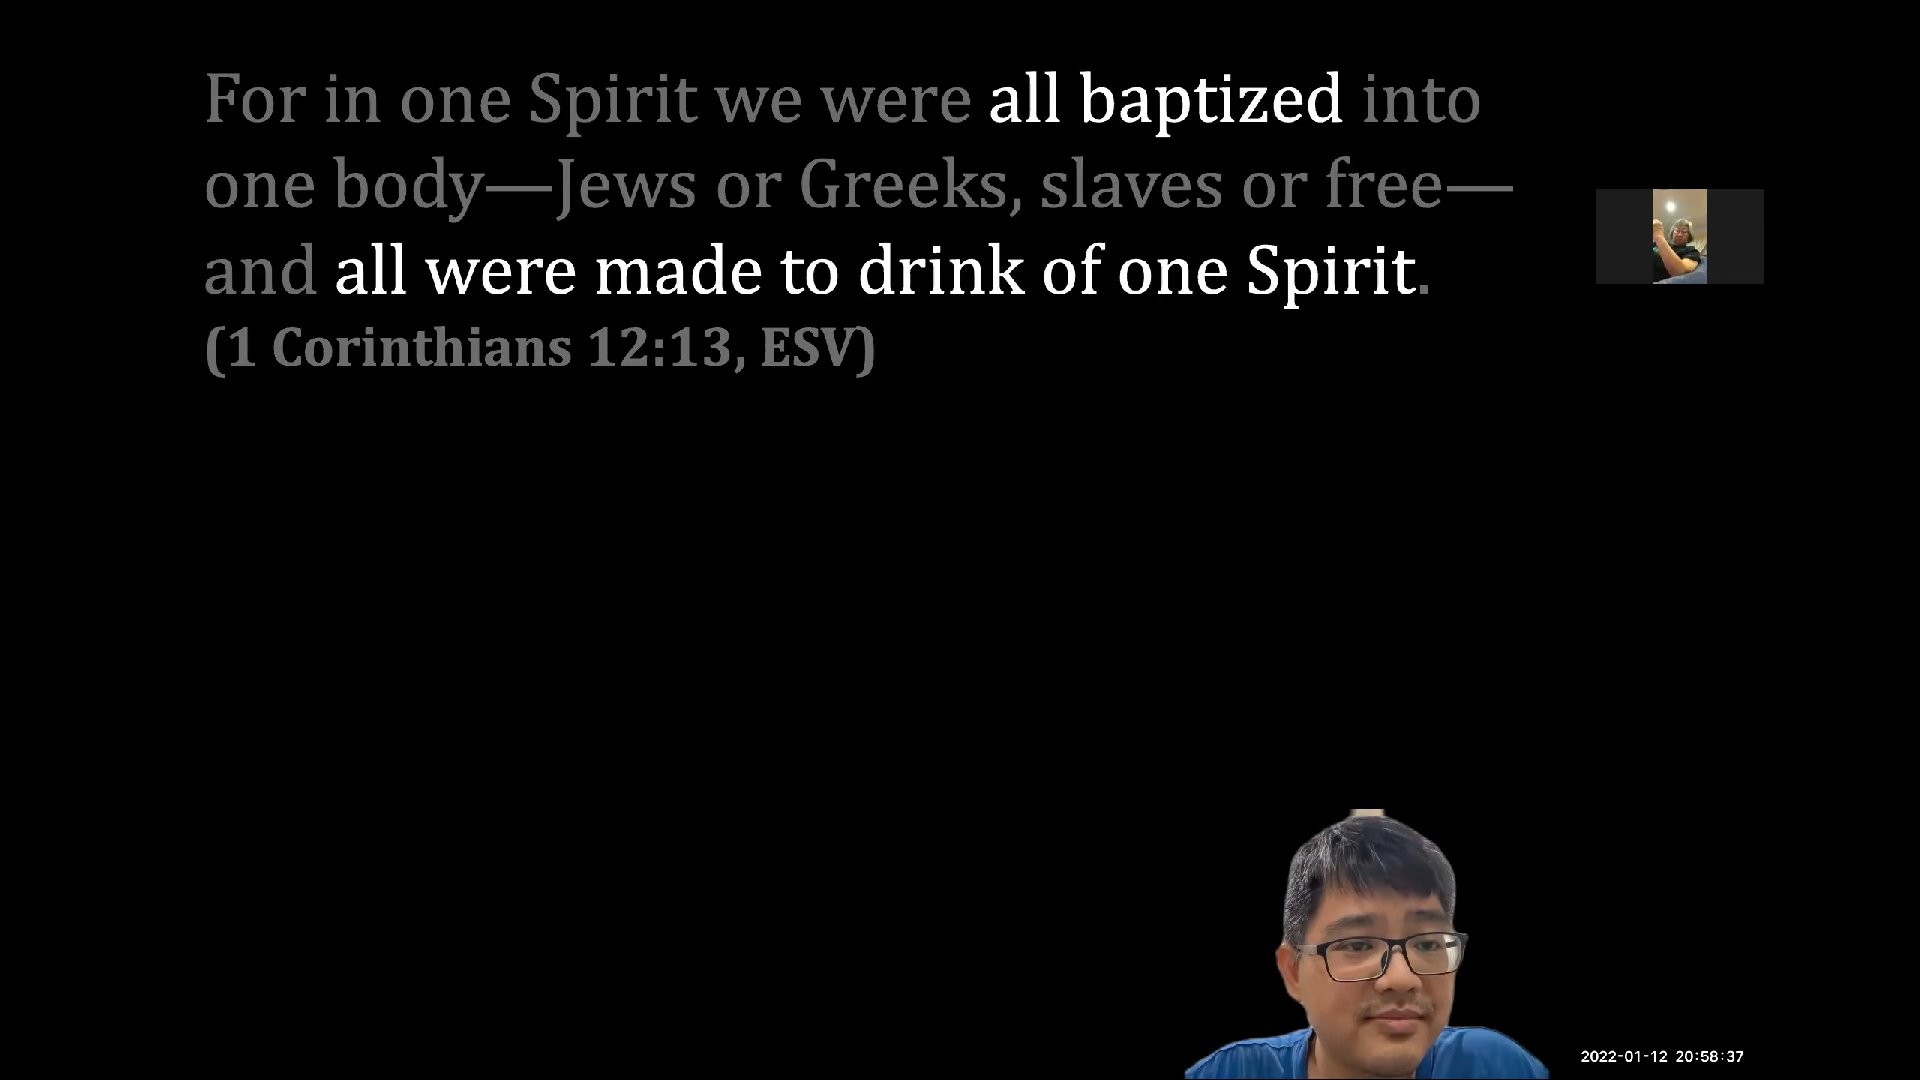 For in one Spirit we were all baptized into
one body—Jews or Greeks, slaves or free—
and all were made to drink of one Spirit.
(1 Corinthians 12:13, ESV)
2022-01-12 20:58:37